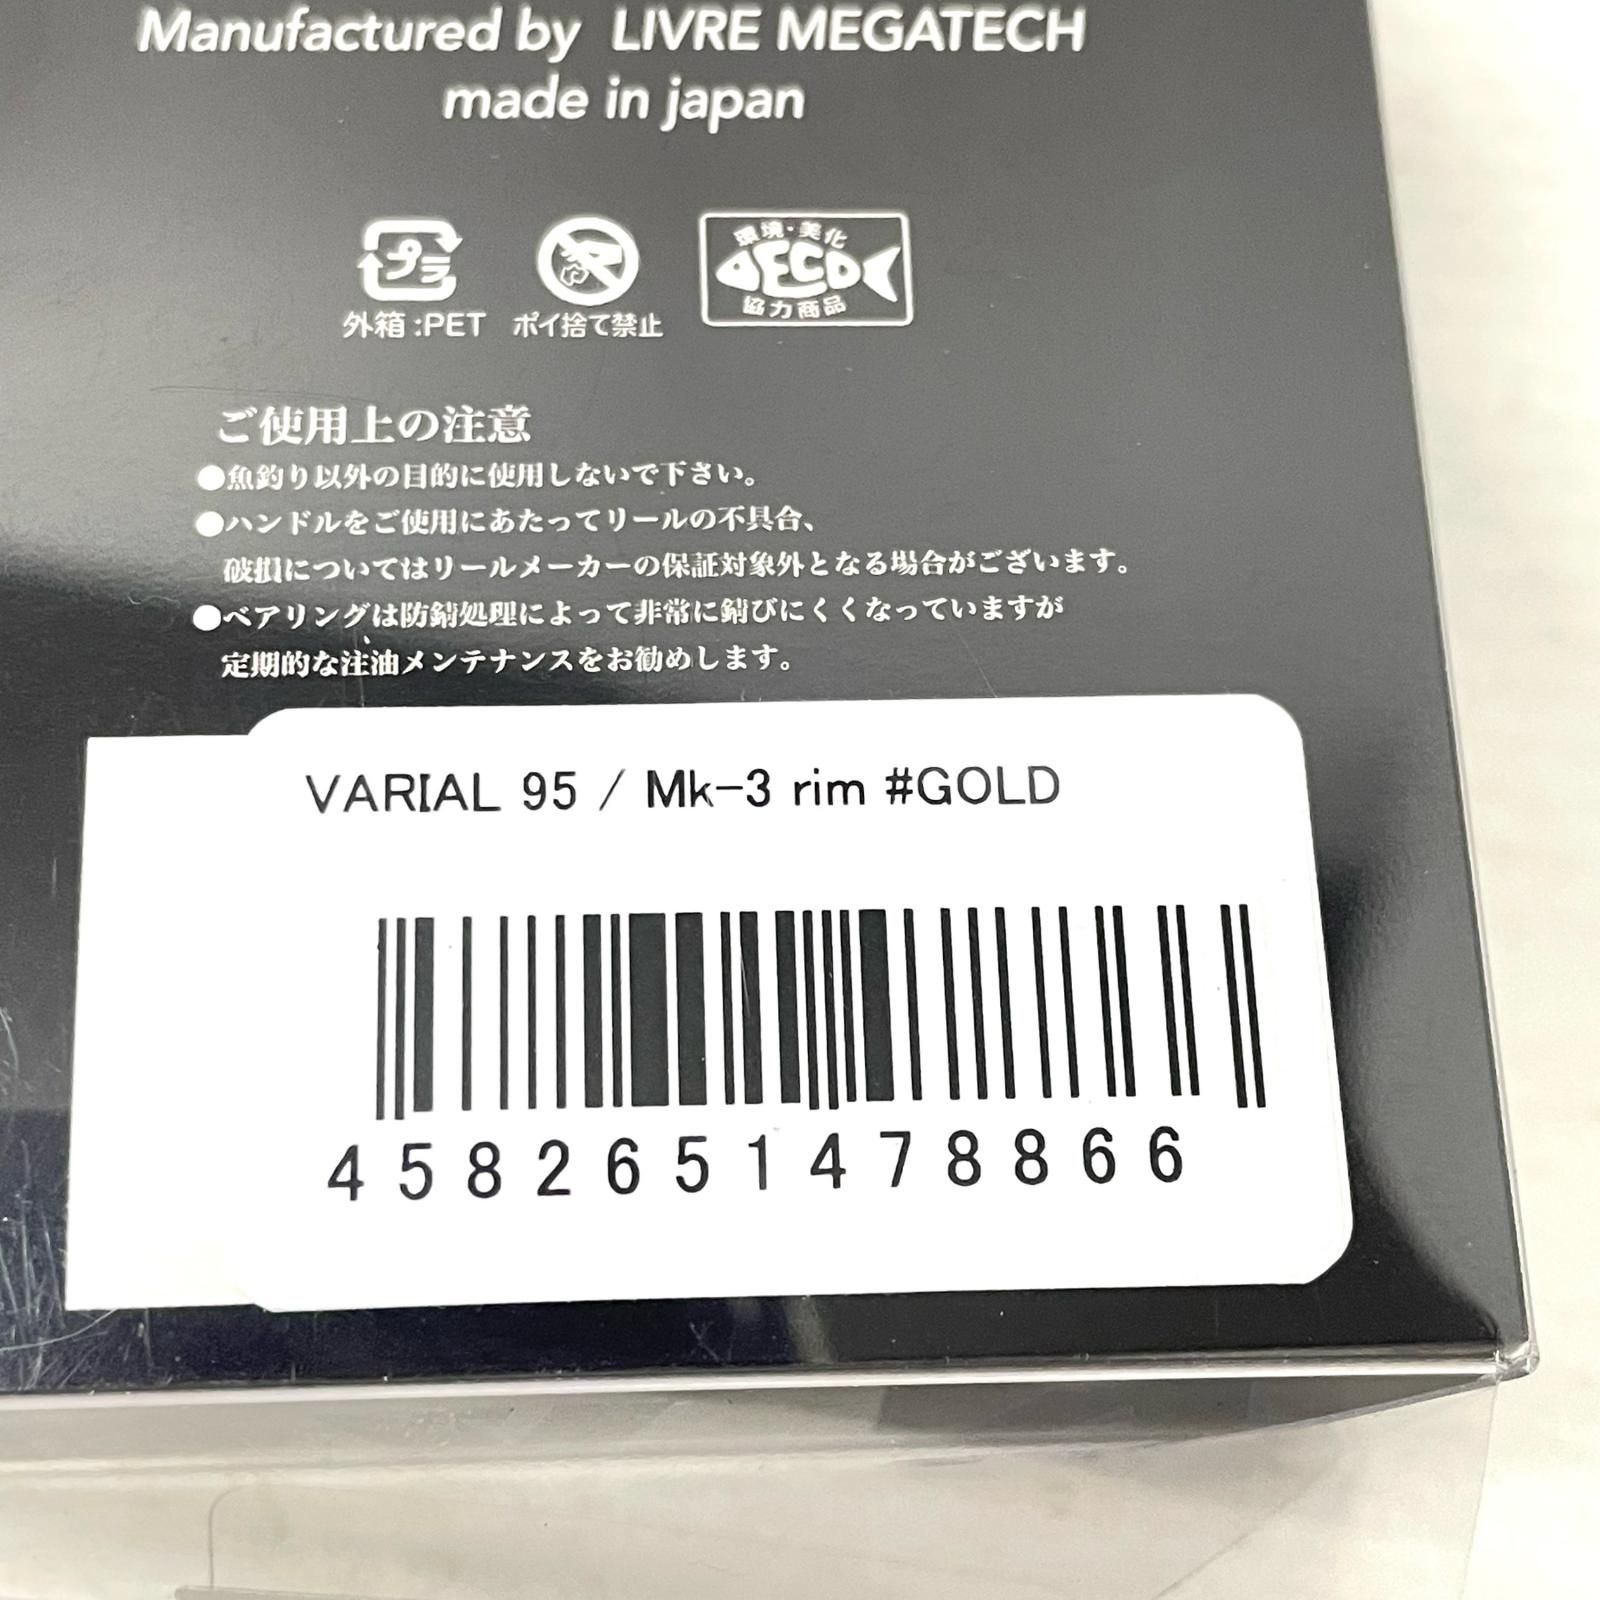 Manufactured by LIVRE MEGATECH
made in japan
プラ
外箱:PET
ポイ捨て禁止
環境・美化
ECO
協力商品
ご使用上の注意
●魚釣り以外の目的に使用しないで下さい。
●ハンドルをご使用にあたってリールの不具合、
破損についてはリールメーカーの保証対象外となる場合がございます。
●ベアリングは防錆処理によって非常に錆びにくくなっていますが
定期的な注油メンテナンスをお勧めします。
VARIAL 95 / Mk-3 rim #GOLD
4582651478866